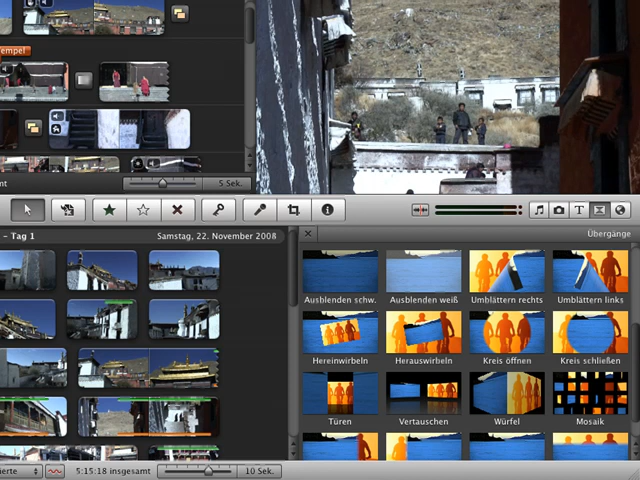 empel
mt
5 Sek.
– Tag 1
Samstag, 22. November 2008
Übergänge
Ausblenden schw.
Ausblenden weiß
Umblättern rechts
Umblättern links
Hereinwirbeln
Herauswirbeln
Kreis öffnen
Kreis schließen
Türen
Vertauschen
Würfel
Mosaik
ierte
5:15:18 insgesamt
10 Sek.